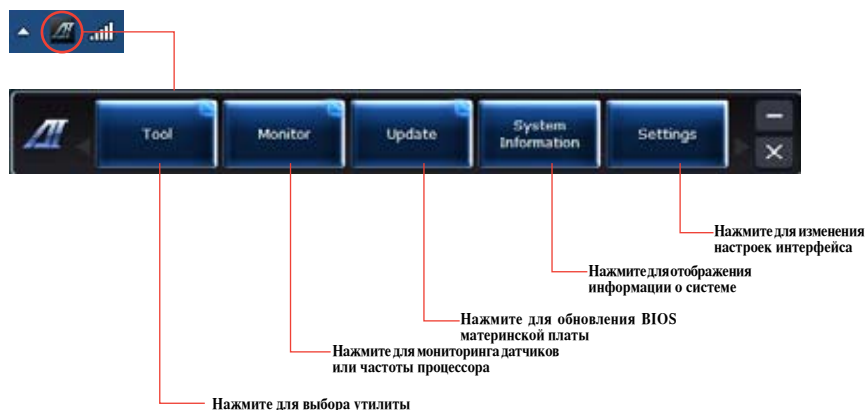 Tool
Monitor
Update
System
Information
Settings
Нажмите для изменения
настроек интерфейса
Нажмите для отображения
информации о системе
Нажмите для обновления BIOS
материнской платы
Нажмите для мониторинга датчиков
или частоты процессора
Нажмите для выбора утилиты